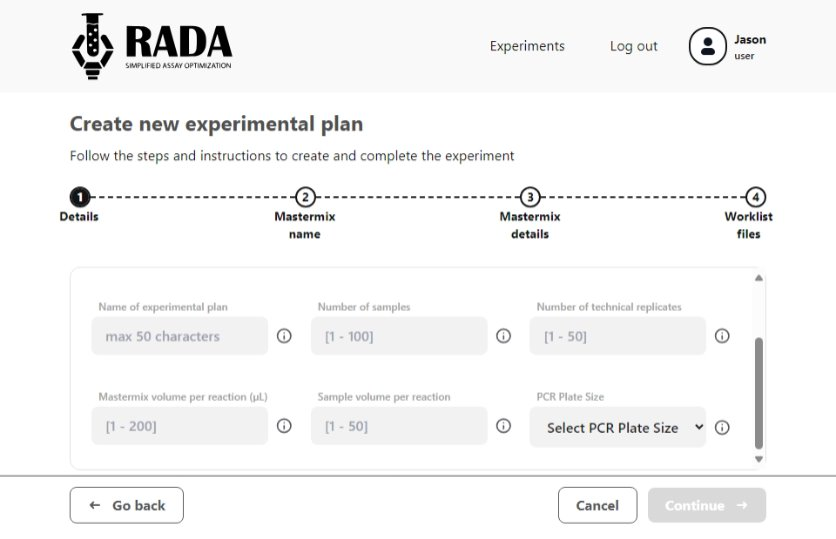 RADA
SIMPLIFIED ASSAY OPTIMIZATION
Experiments
Log out
Jason
user
Create new experimental plan
Follow the steps and instructions to create and complete the experiment
1
Details
2
Mastermix
name
3
Mastermix
details
4
Worklist
files
Name of experimental plan
max 50 characters
Number of samples
[1 - 100]
Number of technical replicates
[1 - 50]
Mastermix volume per reaction (µL)
[1 - 200]
Sample volume per reaction
[1 - 50]
PCR Plate Size
Select PCR Plate Size
← Go back
Cancel
Continue →